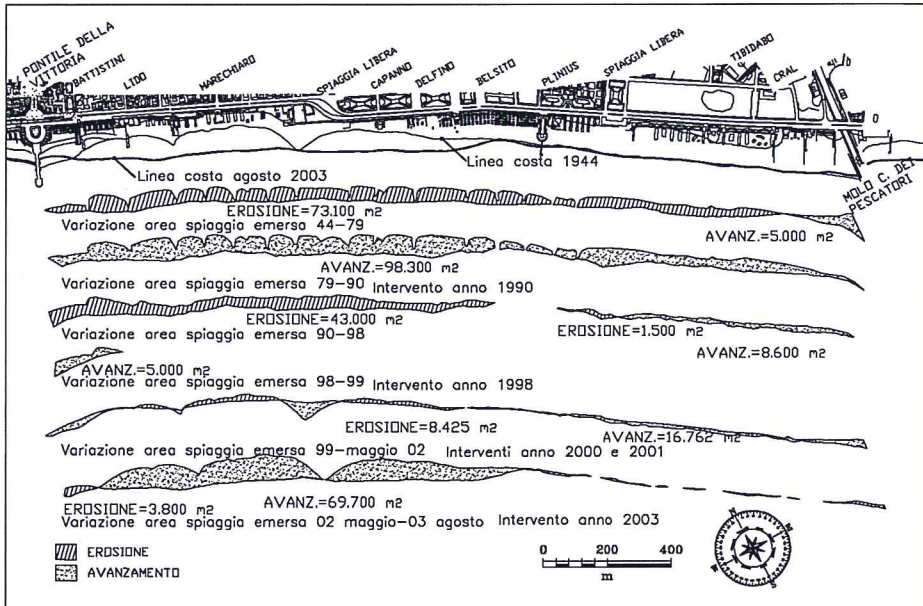 PONTILE DELLA
VITTORIA
BATTISTINI
LIDO
MARECHIARO
SPIAGGIA LIBERA
CAPANNO
DELFINO
BELSITO
PLINIUS
SPIAGGIA LIBERA
TIBIDABO
CRAL
MOLO C. DEI
PESCATORI
Linea costa agosto 2003
Linea costa 1944
EROSIONE=73.100 m2
AVANZ.=5.000 m2
Variazione area spiaggia emersa 44-79
AVANZ.=98.300 m2
Variazione area spiaggia emersa 79-90 Intervento anno 1990
EROSIONE=43.000 m2
EROSIONE=1.500 m2
Variazione area spiaggia emersa 90-98
AVANZ.=8.600 m2
AVANZ.=5.000 m2
Variazione area spiaggia emersa 98-99 Intervento anno 1998
EROSIONE=8.425 m2
AVANZ.=16.762 m2
Variazione area spiaggia emersa 99-maggio 02 Interventi anno 2000 e 2001
EROSIONE=3.800 m2
AVANZ.=69.700 m2
Variazione area spiaggia emersa 02 maggio-03 agosto Intervento anno 2003
EROSIONE
AVANZAMENTO
0 200 400
m